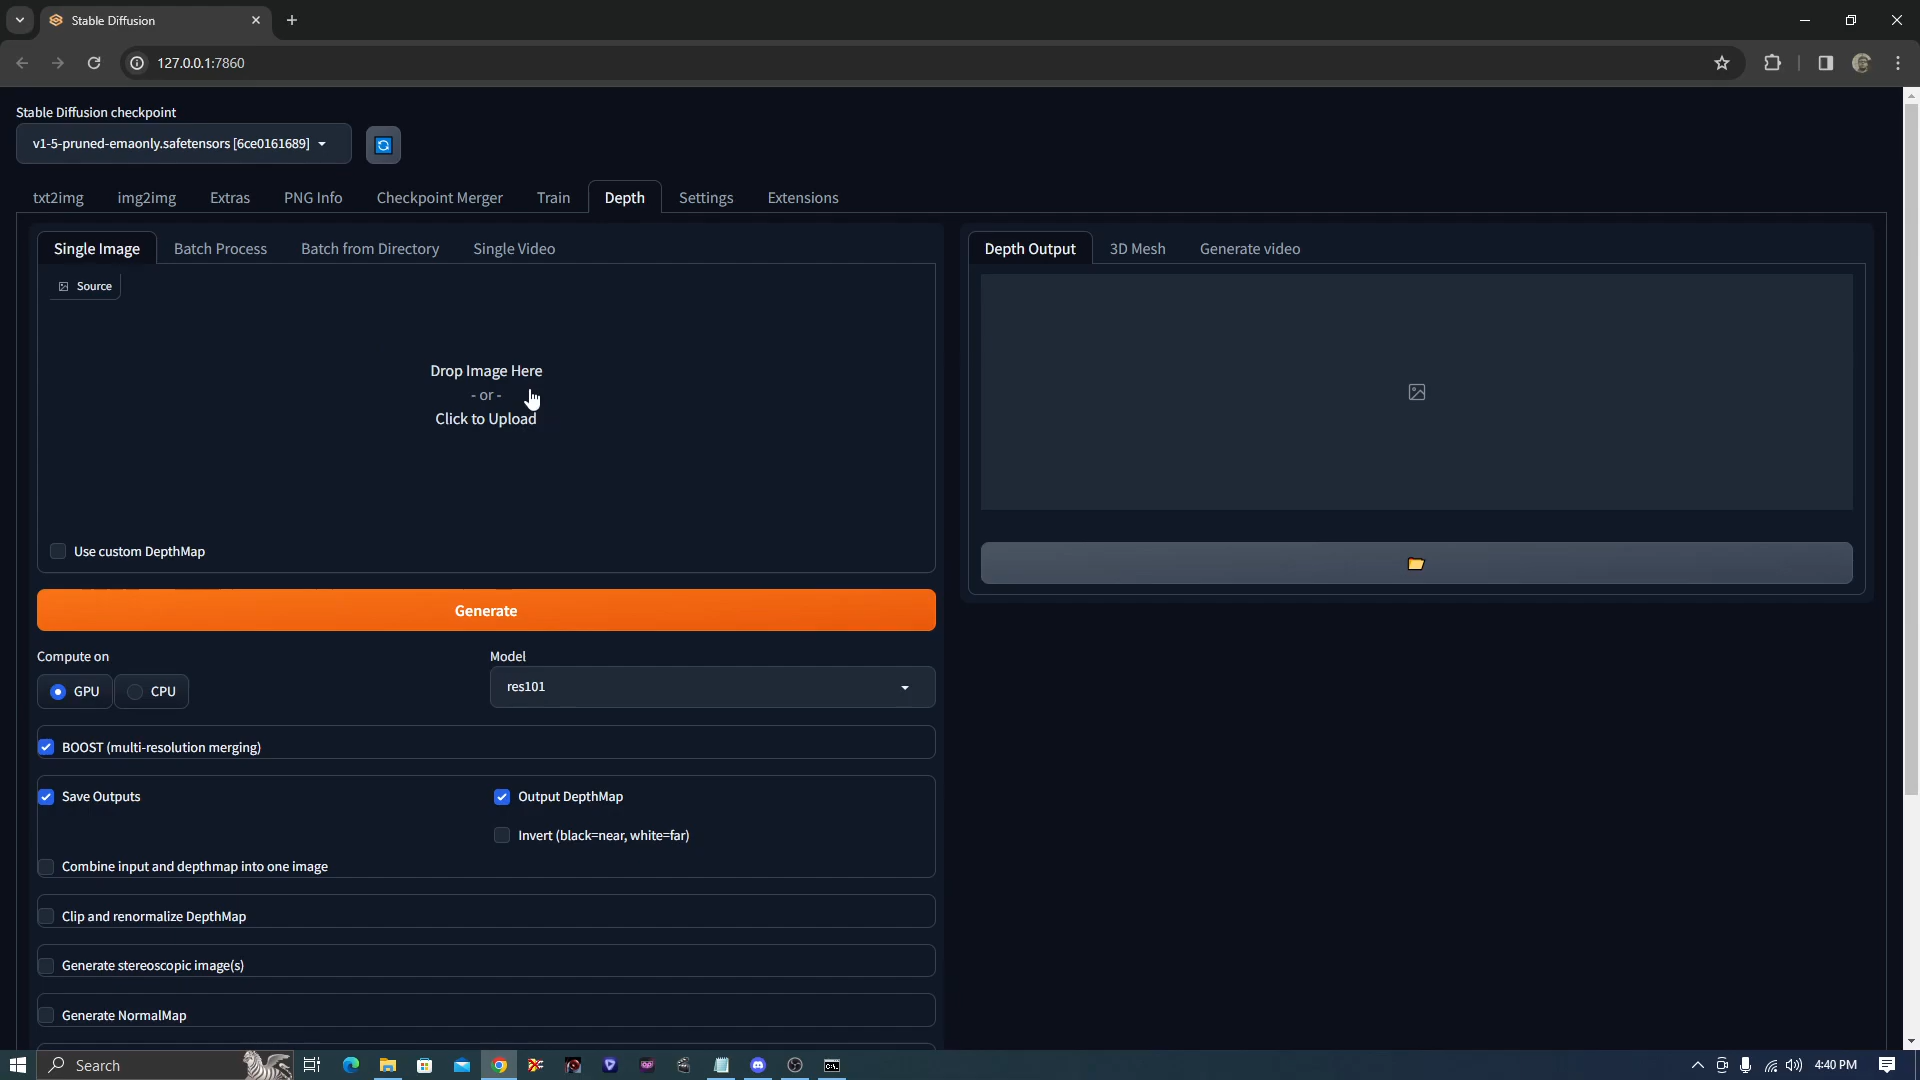 Stable Diffusion
127.0.0.1:7860
Stable Diffusion checkpoint
v1-5-pruned-emaonly.safetensors [6ce0161689]
txt2img img2img Extras PNG Info Checkpoint Merger Train Depth Settings Extensions
Single Image Batch Process Batch from Directory Single Video
Depth Output 3D Mesh Generate video
Source
Drop Image Here
- or -
Click to Upload
Use custom DepthMap
Generate
Compute on
Model
GPU CPU
res101
BOOST (multi-resolution merging)
Save Outputs
Output DepthMap
Invert (black=near, white=far)
Combine input and depthmap into one image
Clip and renormalize DepthMap
Generate stereoscopic image(s)
Generate NormalMap
Search
4:40 PM